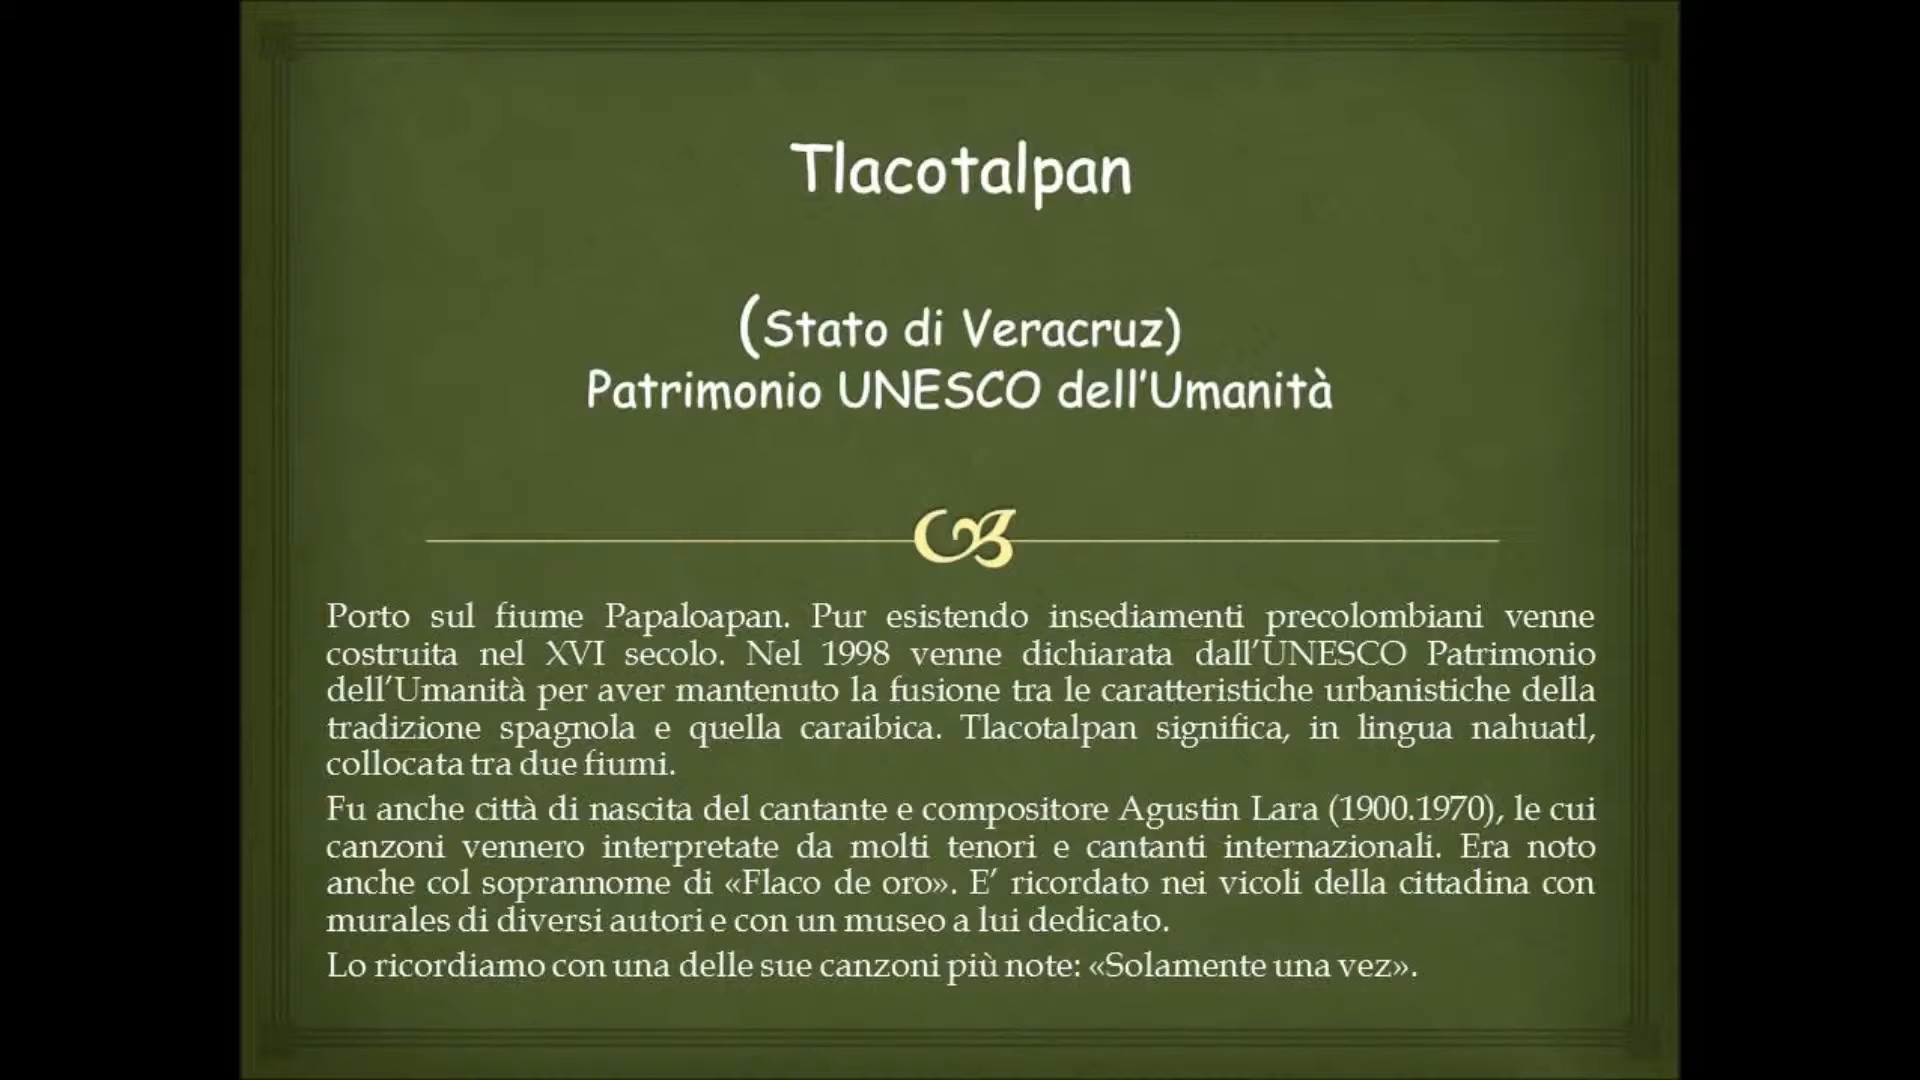 Tlacotalpan
(Stato di Veracruz)
Patrimonio UNESCO dell'Umanità
Porto sul fiume Papaloapan. Pur esistendo insediamenti precolombiani venne
costruita nel XVI secolo. Nel 1998 venne dichiarata dall'UNESCO Patrimonio
dell'Umanità per aver mantenuto la fusione tra le caratteristiche urbanistiche della
tradizione spagnola e quella caraibica. Tlacotalpan significa, in lingua nahuatl,
collocata tra due fiumi.
Fu anche città di nascita del cantante e compositore Agustin Lara (1900.1970), le cui
canzoni vennero interpretate da molti tenori e cantanti internazionali. Era noto
anche col soprannome di «Flaco de oro». E' ricordato nei vicoli della cittadina con
murales di diversi autori e con un museo a lui dedicato.
Lo ricordiamo con una delle sue canzoni più note: «Solamente una vez».